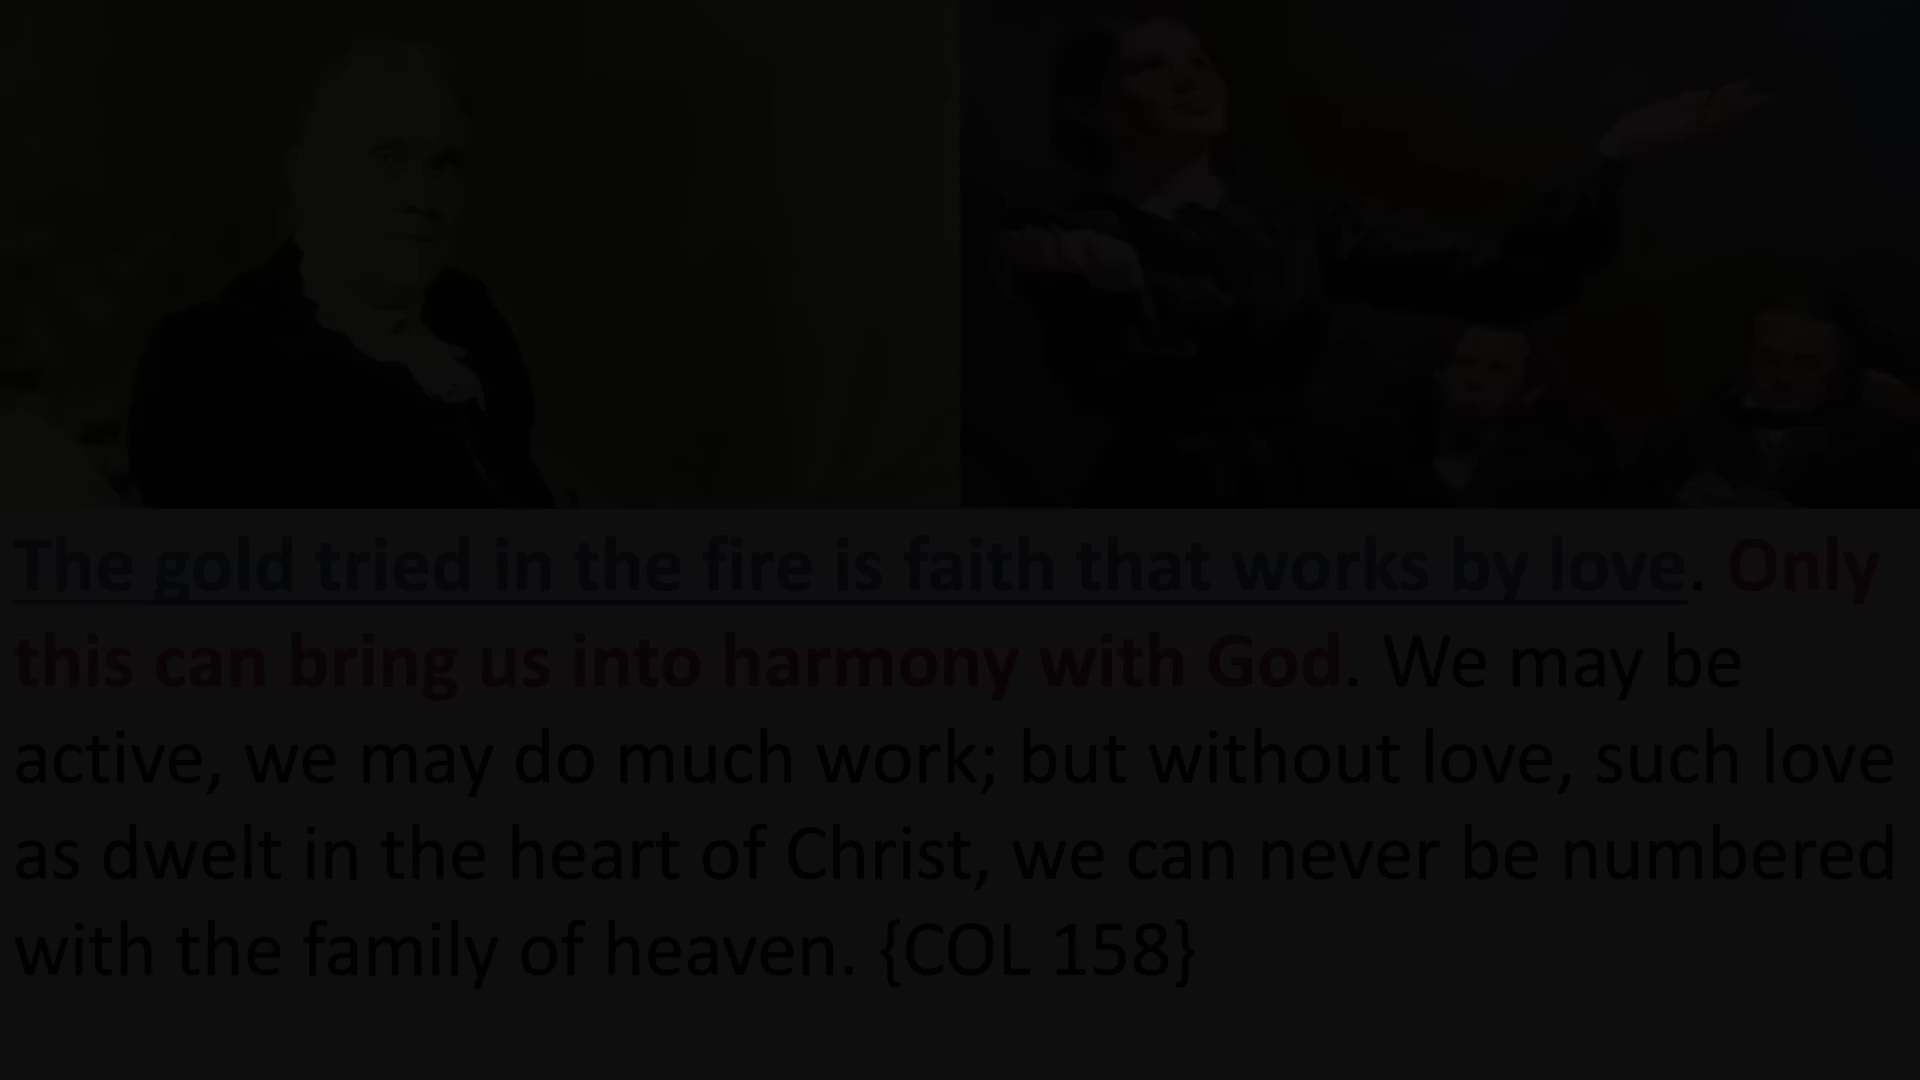 The gold tried in the fire is faith that works by love. Only
this can bring us into harmony with God. We may be
active, we may do much work; but without love, such love
as dwelt in the heart of Christ, we can never be numbered
with the family of heaven. {COL 158}